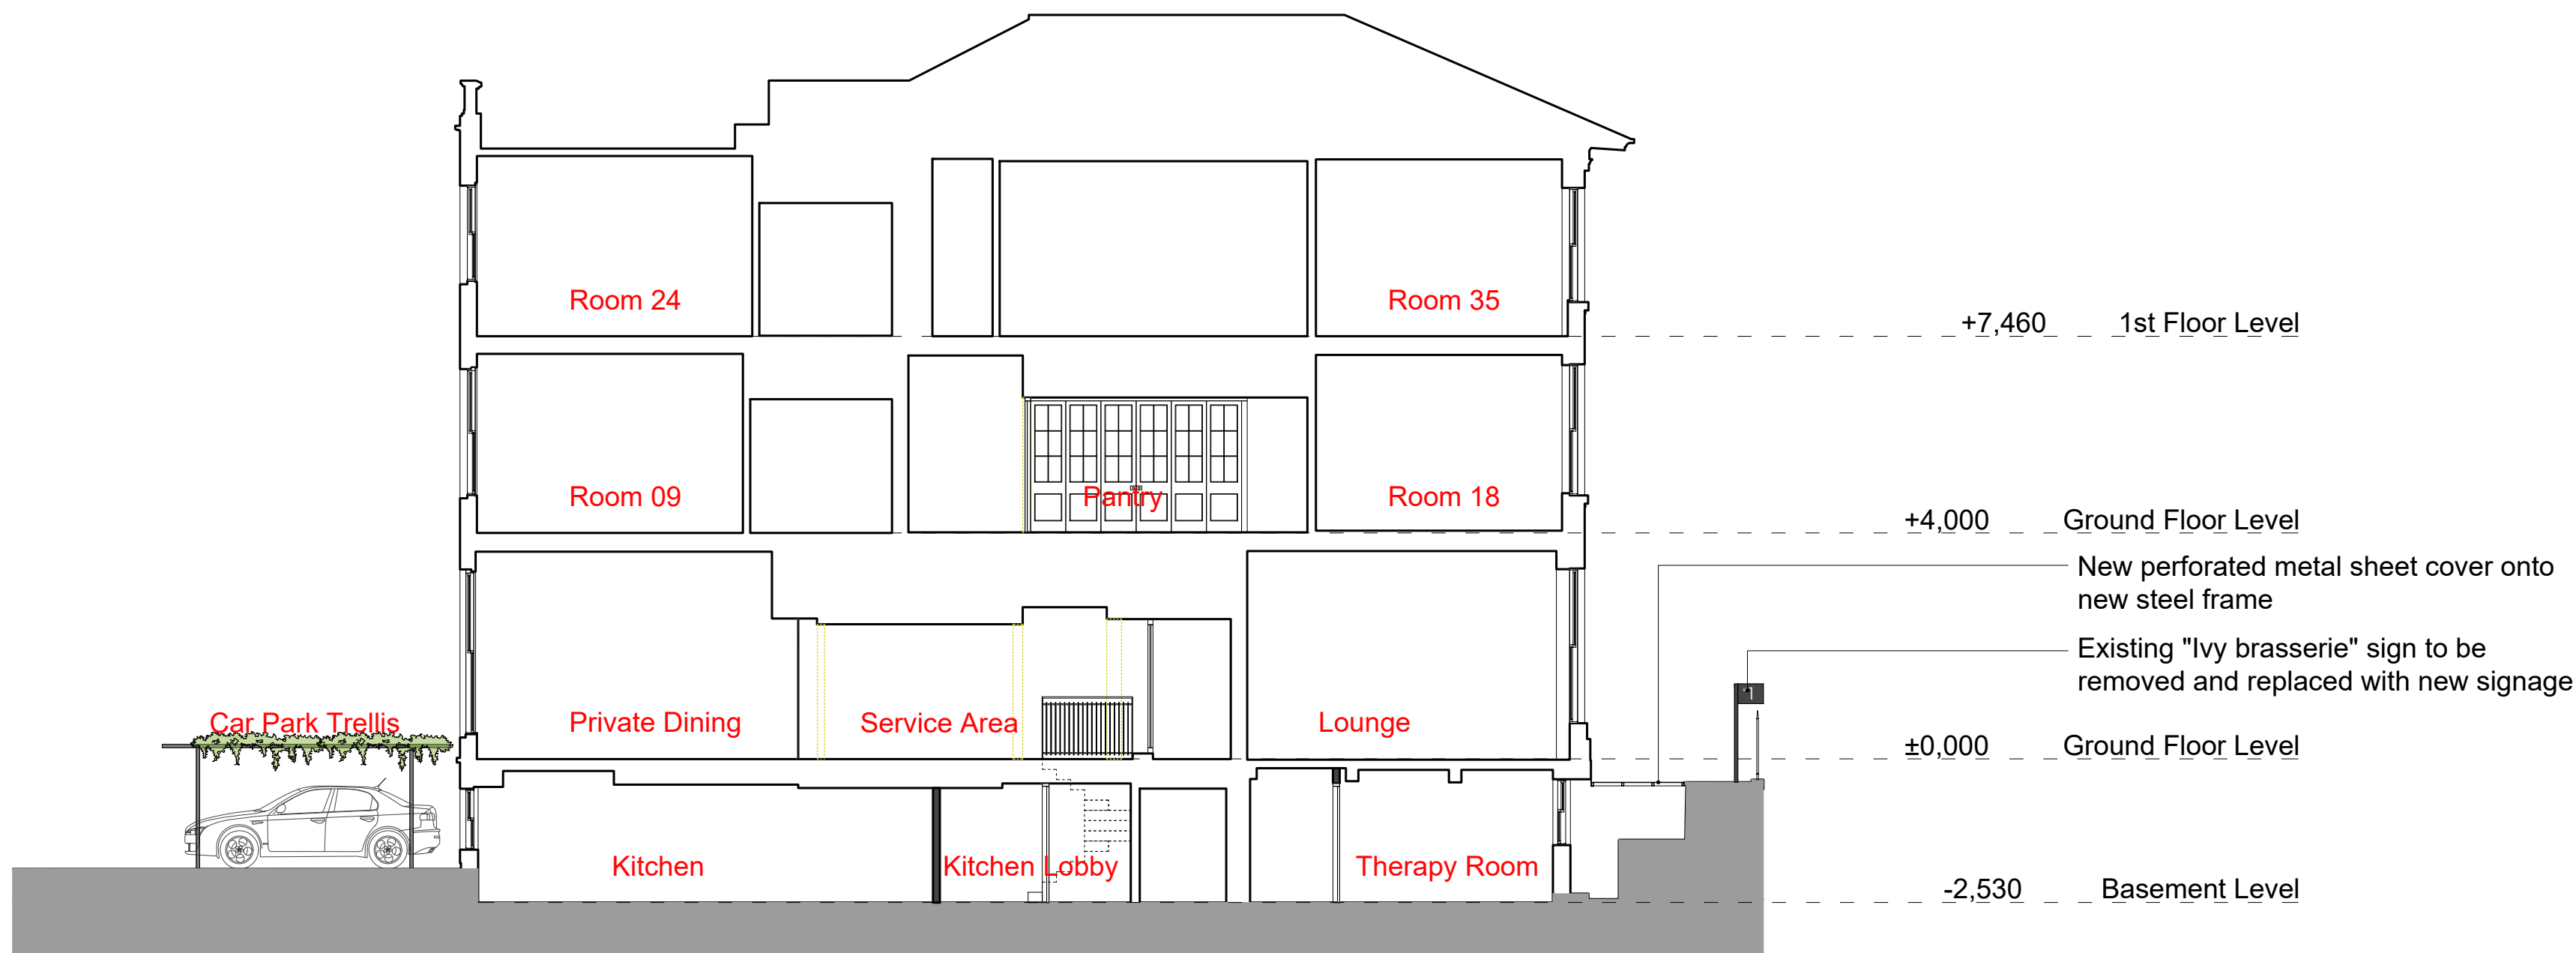 Room 24
Room 35
+7,460 1st Floor Level
Room 09
Pantry
Room 18
+4,000 Ground Floor Level
New perforated metal sheet cover onto
new steel frame
Existing "Ivy brasserie" sign to be
removed and replaced with new signage
Car Park Trellis
Private Dining
Service Area
Lounge
±0,000 Ground Floor Level
Kitchen
Kitchen Lobby
Therapy Room
-2,530 Basement Level